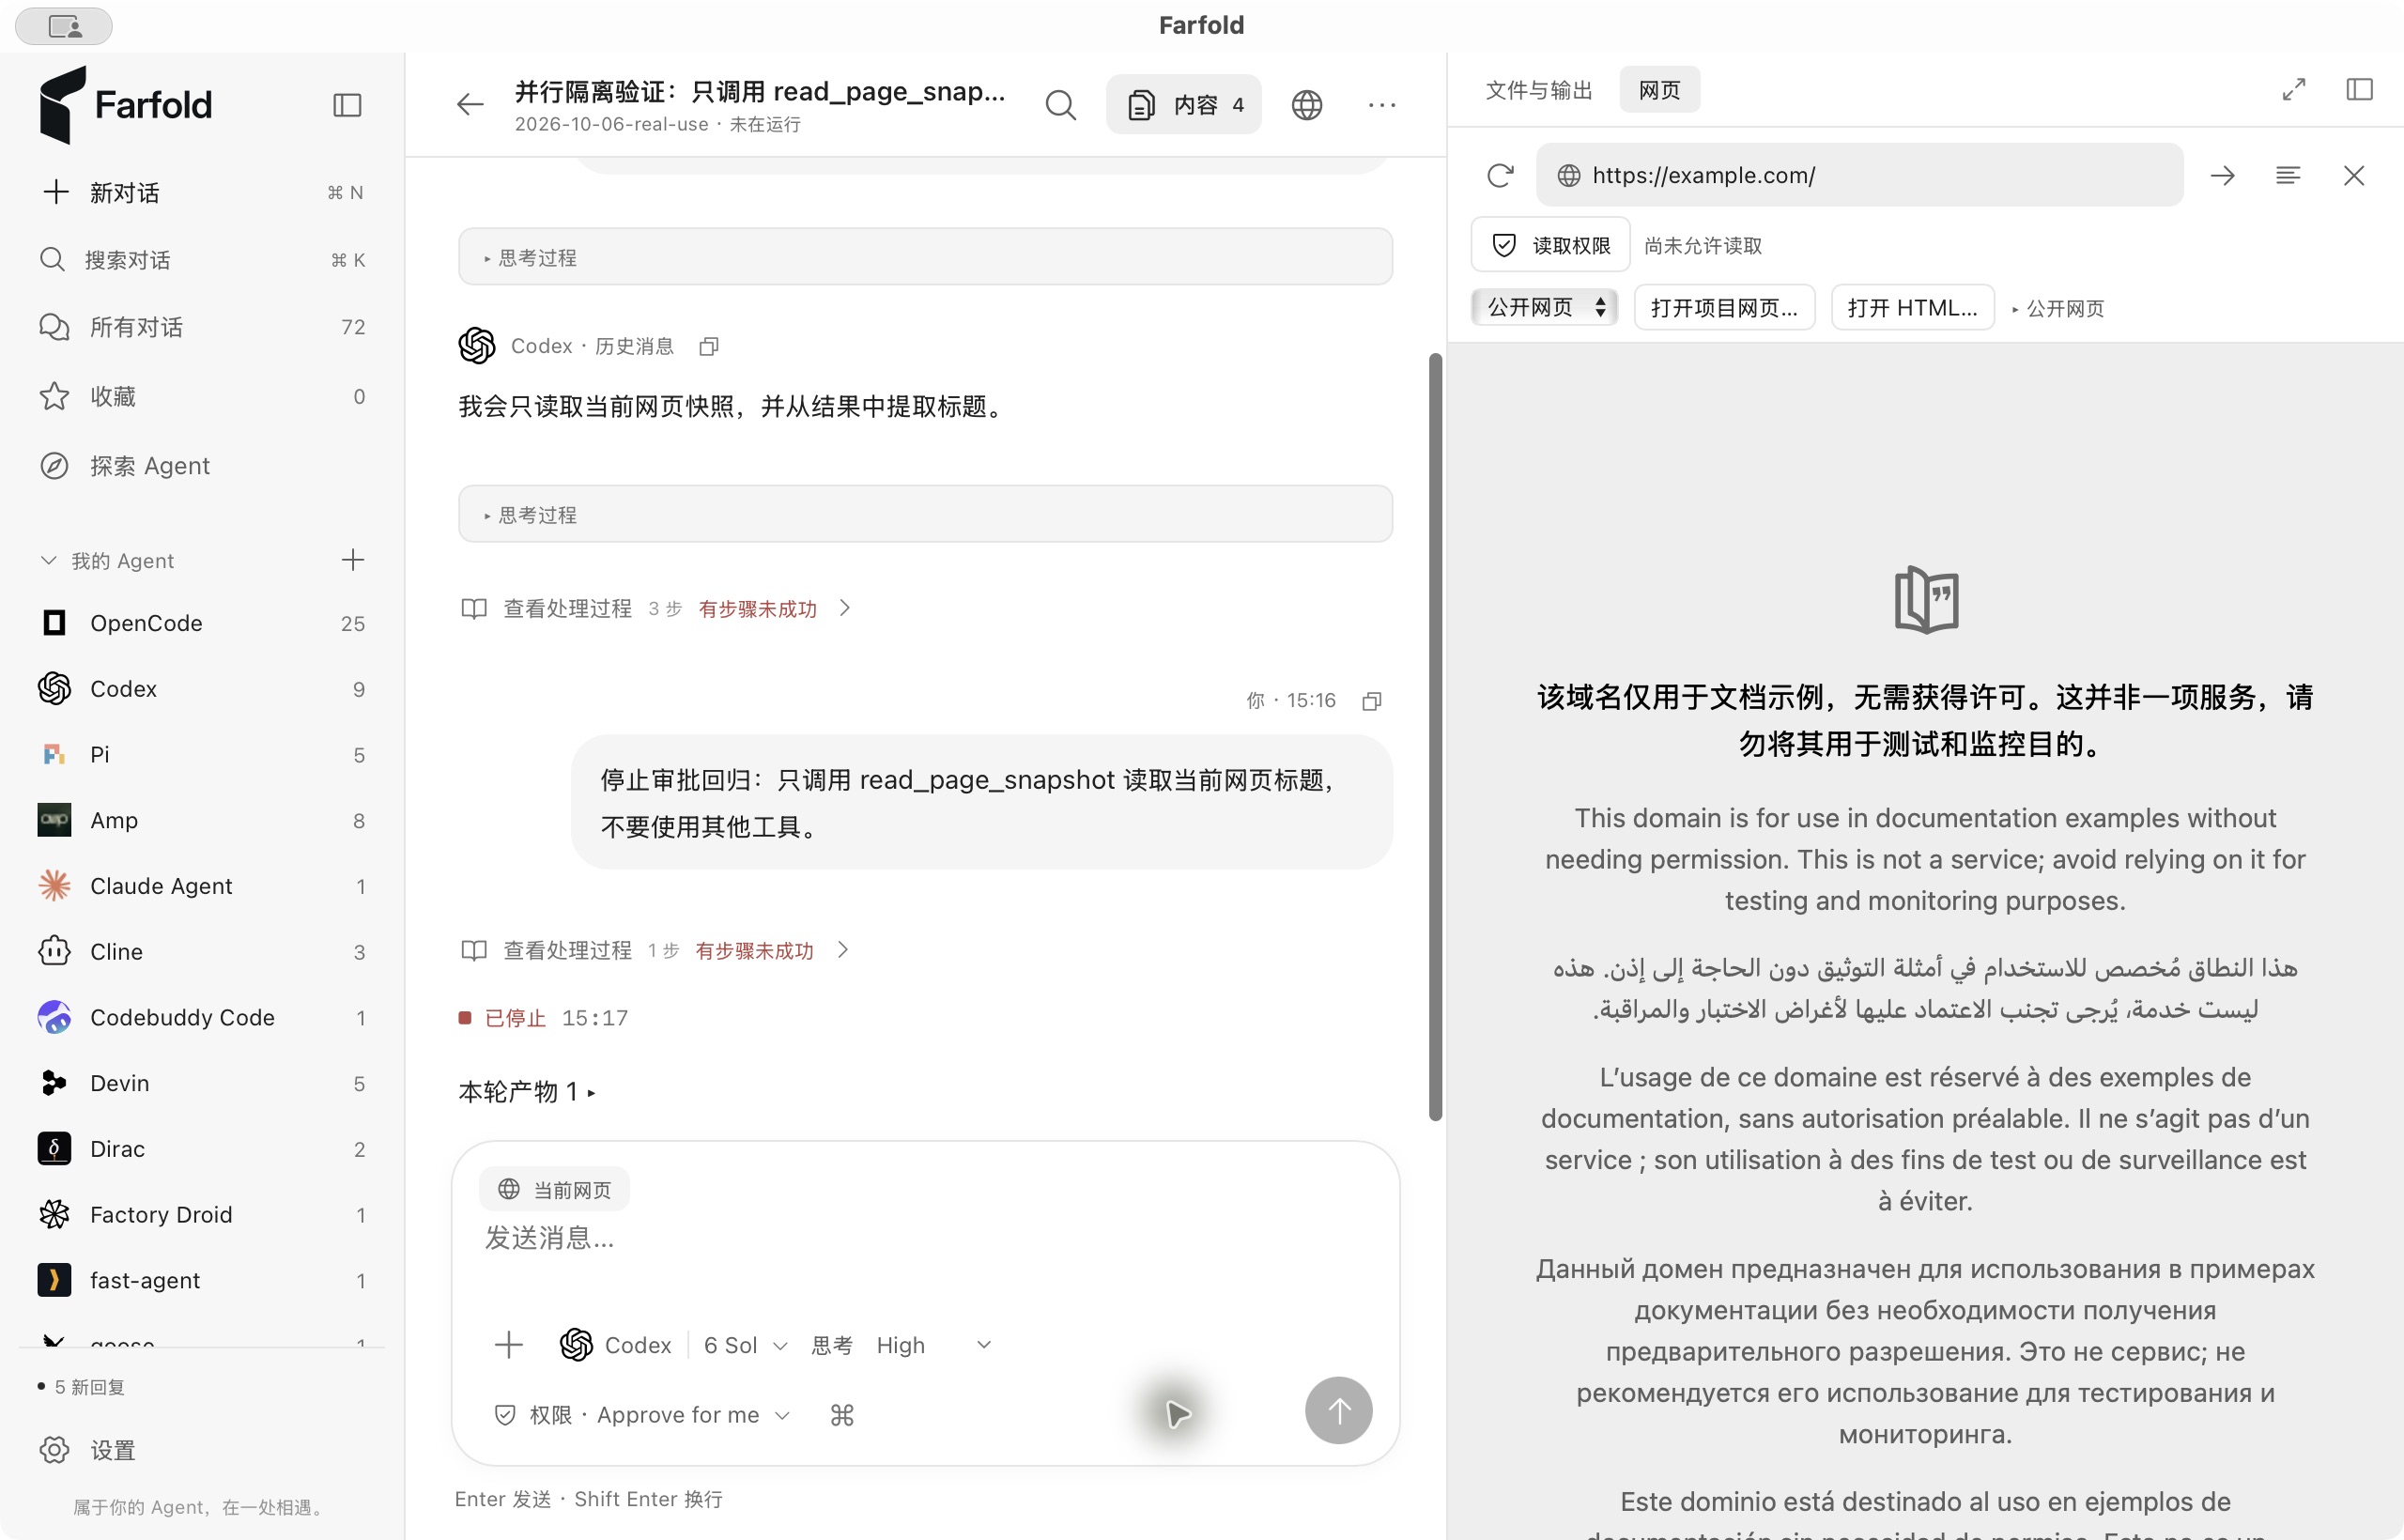 Farfold
Farfold
新对话 ⌘ N
搜索对话 ⌘ K
所有对话 72
收藏 0
探索 Agent
我的 Agent
OpenCode 25
Codex 9
Pi 5
Amp 8
Claude Agent 1
Cline 3
Codebuddy Code 1
Devin 5
Dirac 2
Factory Droid 1
fast-agent 1
5 新回复
设置
属于你的 Agent，在一处相遇。
并行隔离验证：只调用 read_page_snap...
2026-10-06-real-use · 未在运行
内容 4
思考过程
Codex · 历史消息
我会只读取当前网页快照，并从结果中提取标题。
思考过程
查看处理过程 3 步 有步骤未成功
你 · 15:16
停止审批回归：只调用 read_page_snapshot 读取当前网页标题，
不要使用其他工具。
查看处理过程 1 步 有步骤未成功
已停止 15:17
本轮产物 1
当前网页
发送消息...
Codex 6 Sol 思考 High
权限 · Approve for me ⌘
Enter 发送 · Shift Enter 换行
文件与输出 网页
https://example.com/
读取权限 尚未允许读取
公开网页 打开项目网页... 打开 HTML... 公开网页
该域名仅用于文档示例，无需获得许可。这并非一项服务，请
勿将其用于测试和监控目的。
This domain is for use in documentation examples without
needing permission. This is not a service; avoid relying on it for
testing and monitoring purposes.
هذا النطاق مُخصص للاستخدام في أمثلة التوثيق دون الحاجة إلى إذن. هذه
ليست خدمة، يُرجى تجنب الاعتماد عليها لأغراض الاختبار والمراقبة.
L’usage de ce domaine est réservé à des exemples de
documentation, sans autorisation préalable. Il ne s’agit pas d’un
service ; son utilisation à des fins de test ou de surveillance est
à éviter.
Данный домен предназначен для использования в примерах
документации без необходимости получения
предварительного разрешения. Это не сервис; не
рекомендуется его использование для тестирования и
мониторинга.
Este dominio está destinado al uso en ejemplos de